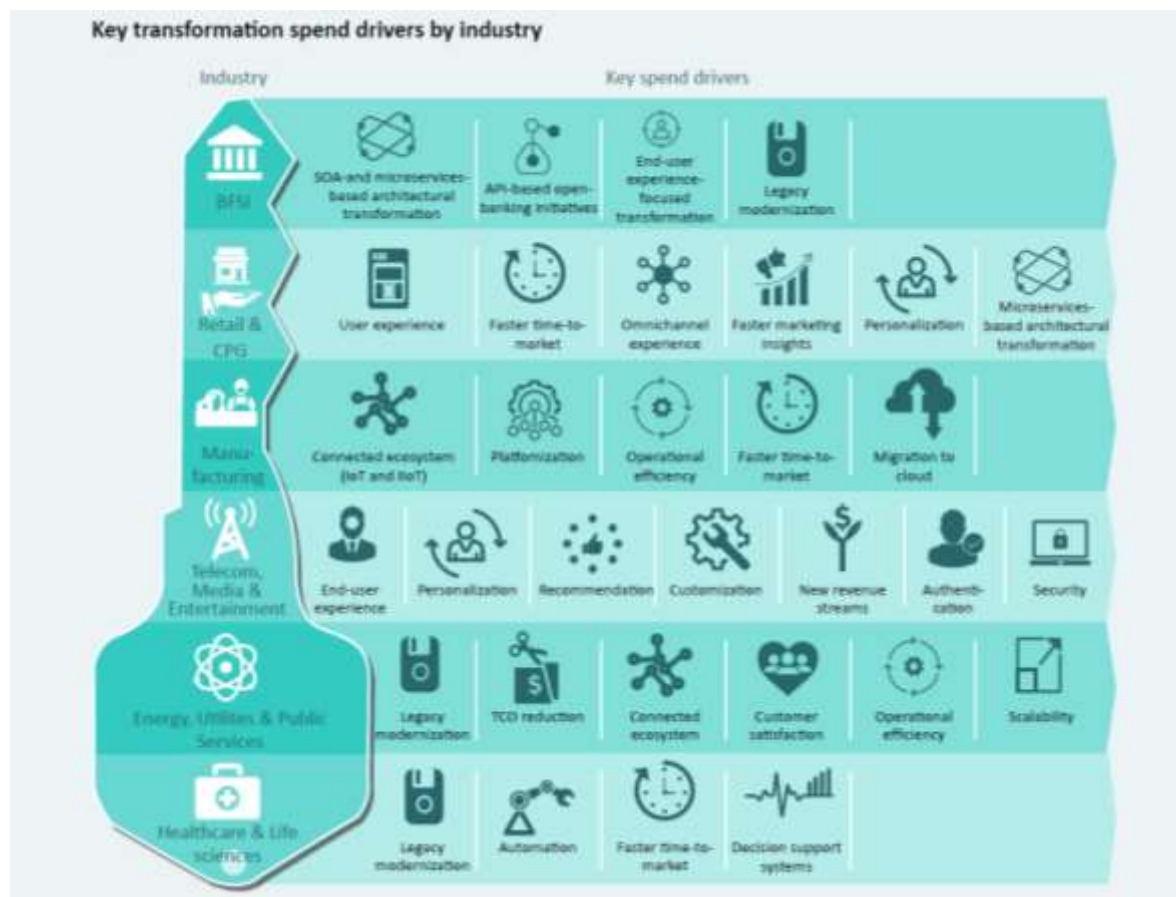 Key transformation spend drivers by industry
Industry
Key spend drivers
BFSI
SOA-and microservices-
based architectural
transformation
API-based open-
banking initiatives
End-user
experience-
focused
transformation
Legacy
modernization
Retail &
CPG
User experience
Faster time-to-
market
Omnichannel
experience
Faster marketing
insights
Personalization
Microservices-
based architectural
transformation
Manu-
facturing
Connected ecosystem
(IoT and IIoT)
Platfomization
Operational
efficiency
Faster time-to-
market
Migration to
cloud
Telecom,
Media &
Entertainment
End-user
experience
Personalization
Recommendation
Customization
New revenue
streams
Authenti-
cation
Security
Energy, Utilites & Public
Services
Legacy
modernization
TCO reduction
Connected
ecosystem
Customer
satisfaction
Operational
efficiency
Scalability
Healthcare & Life
sciences
Legacy
modernization
Automation
Faster time-to-
market
Decision support
systems